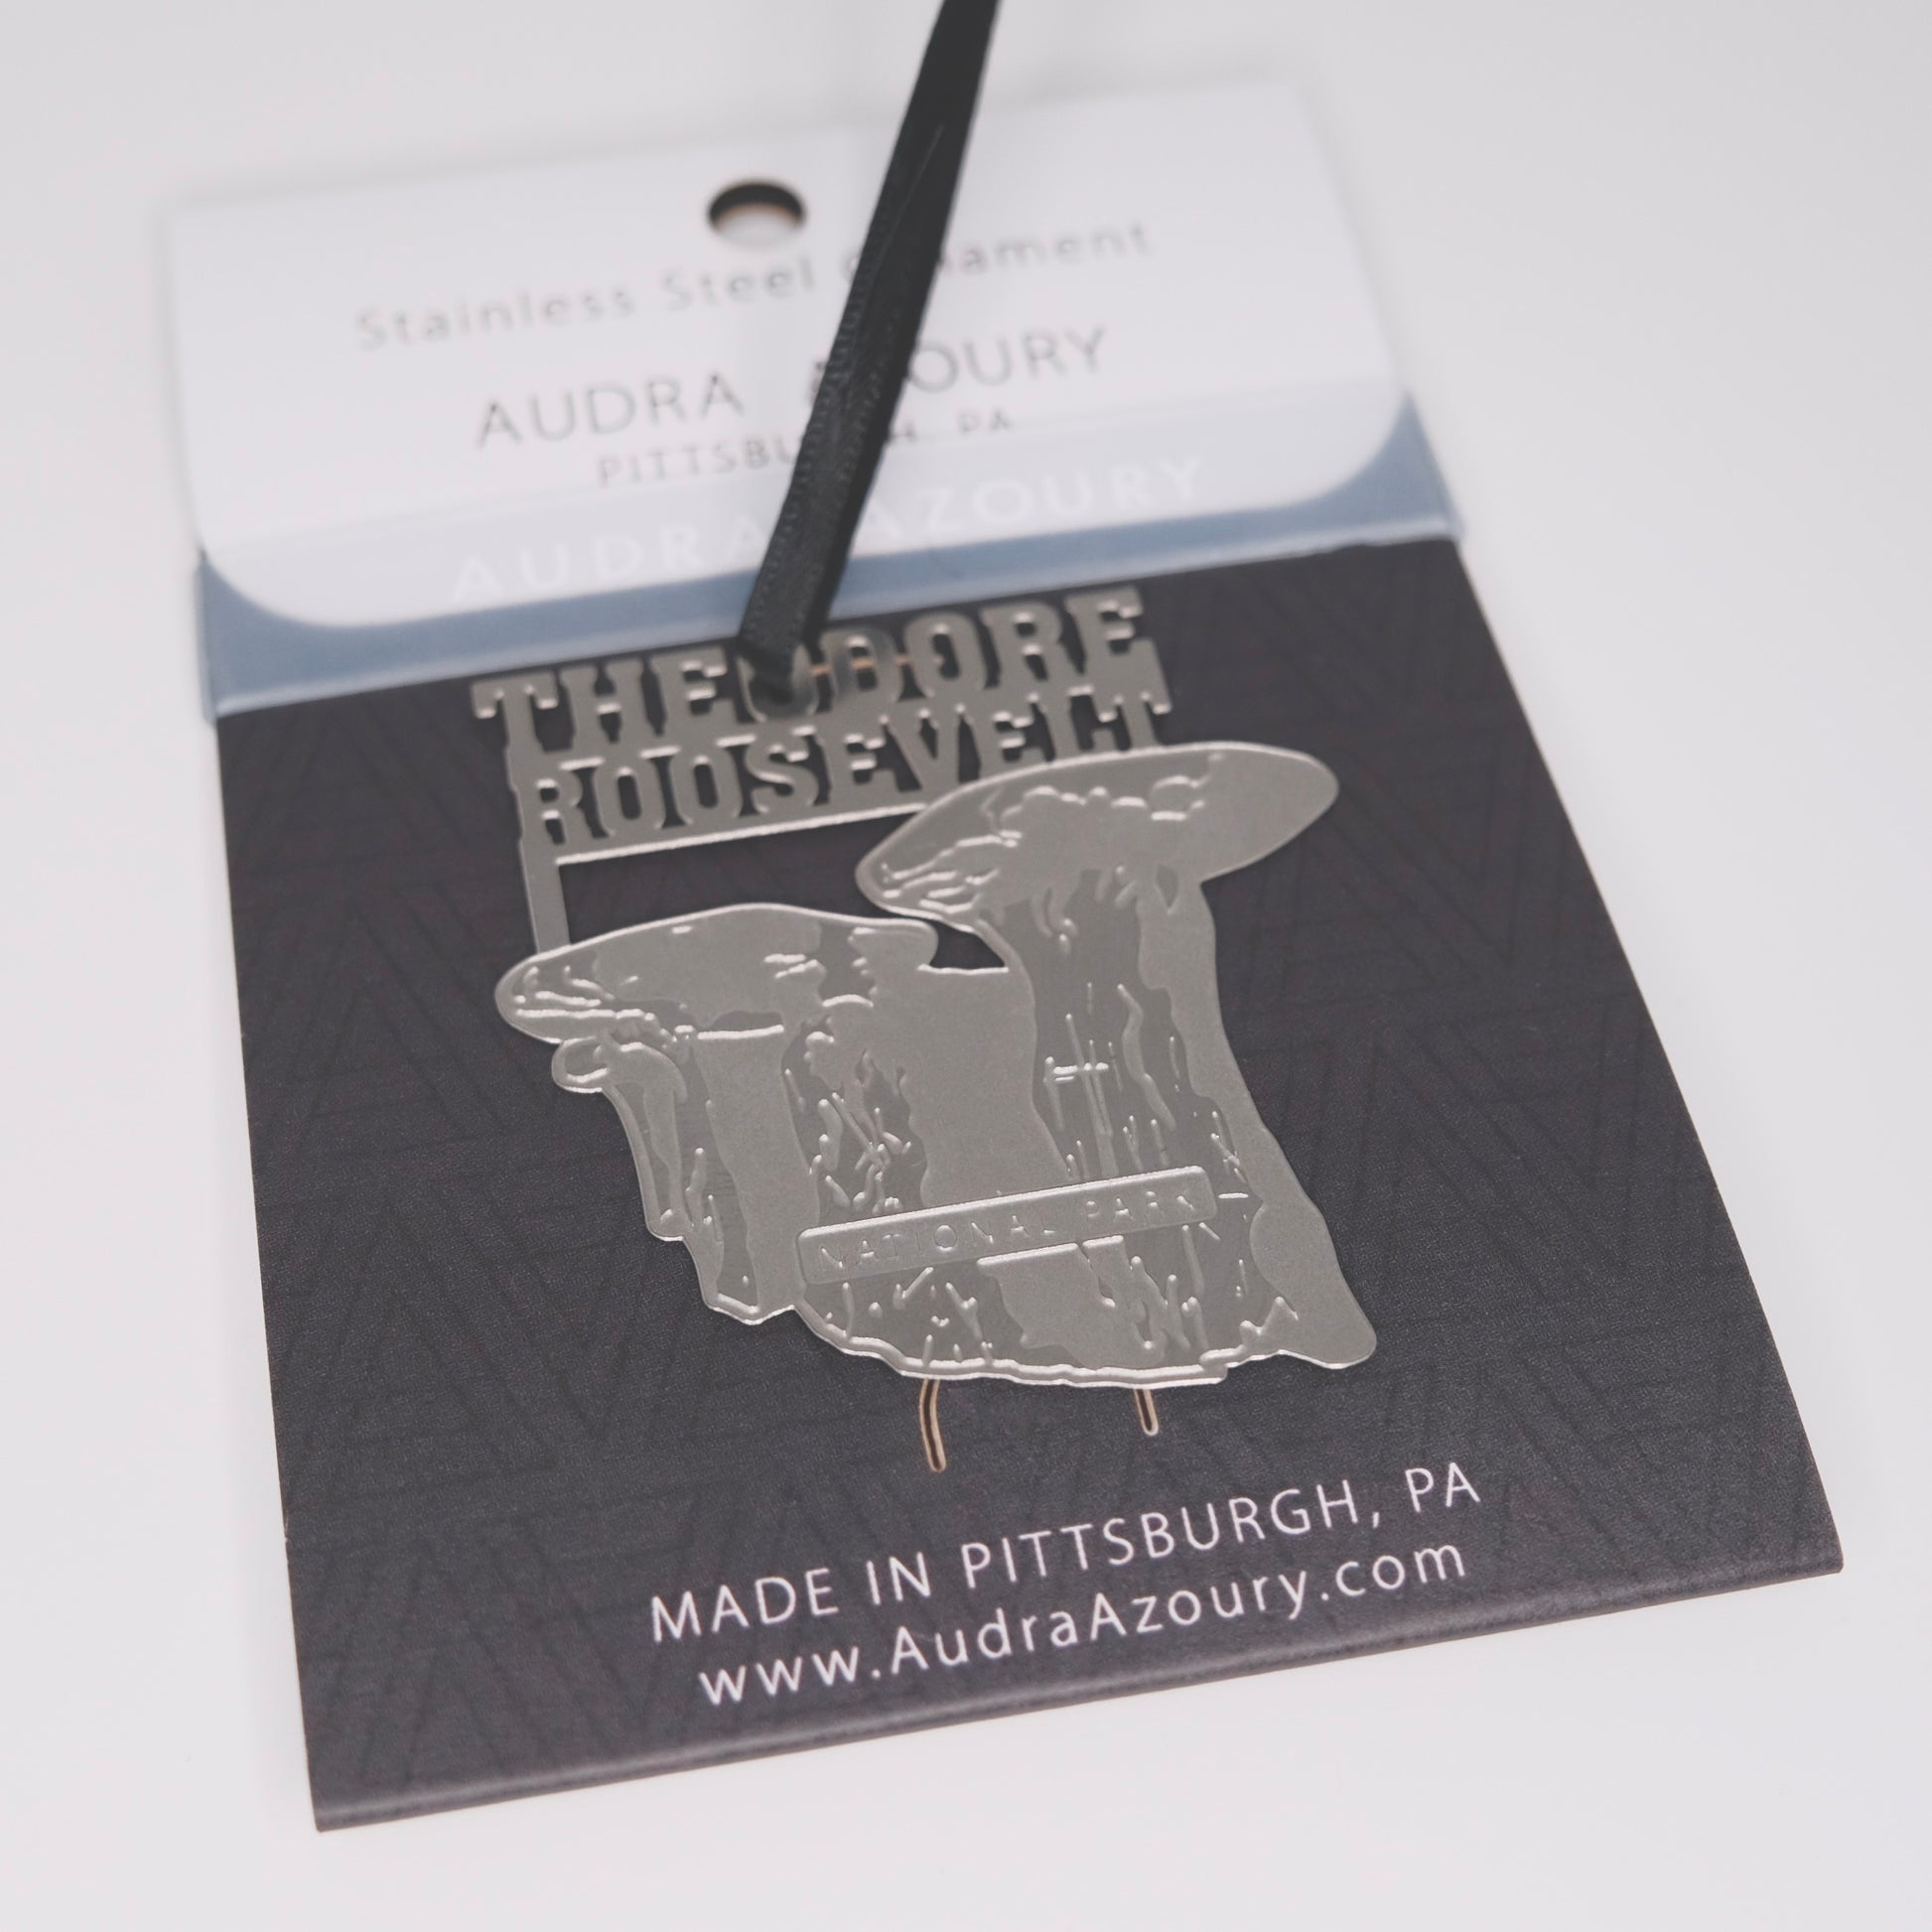 Stainless Steel Ornament
AUDRA AZOURY
PITTSBURGH, PA
AUDRA AZOURY
THEODORE
ROOSEVELT
NATIONAL PARK
MADE IN PITTSBURGH, PA
www.AudraAzoury.com